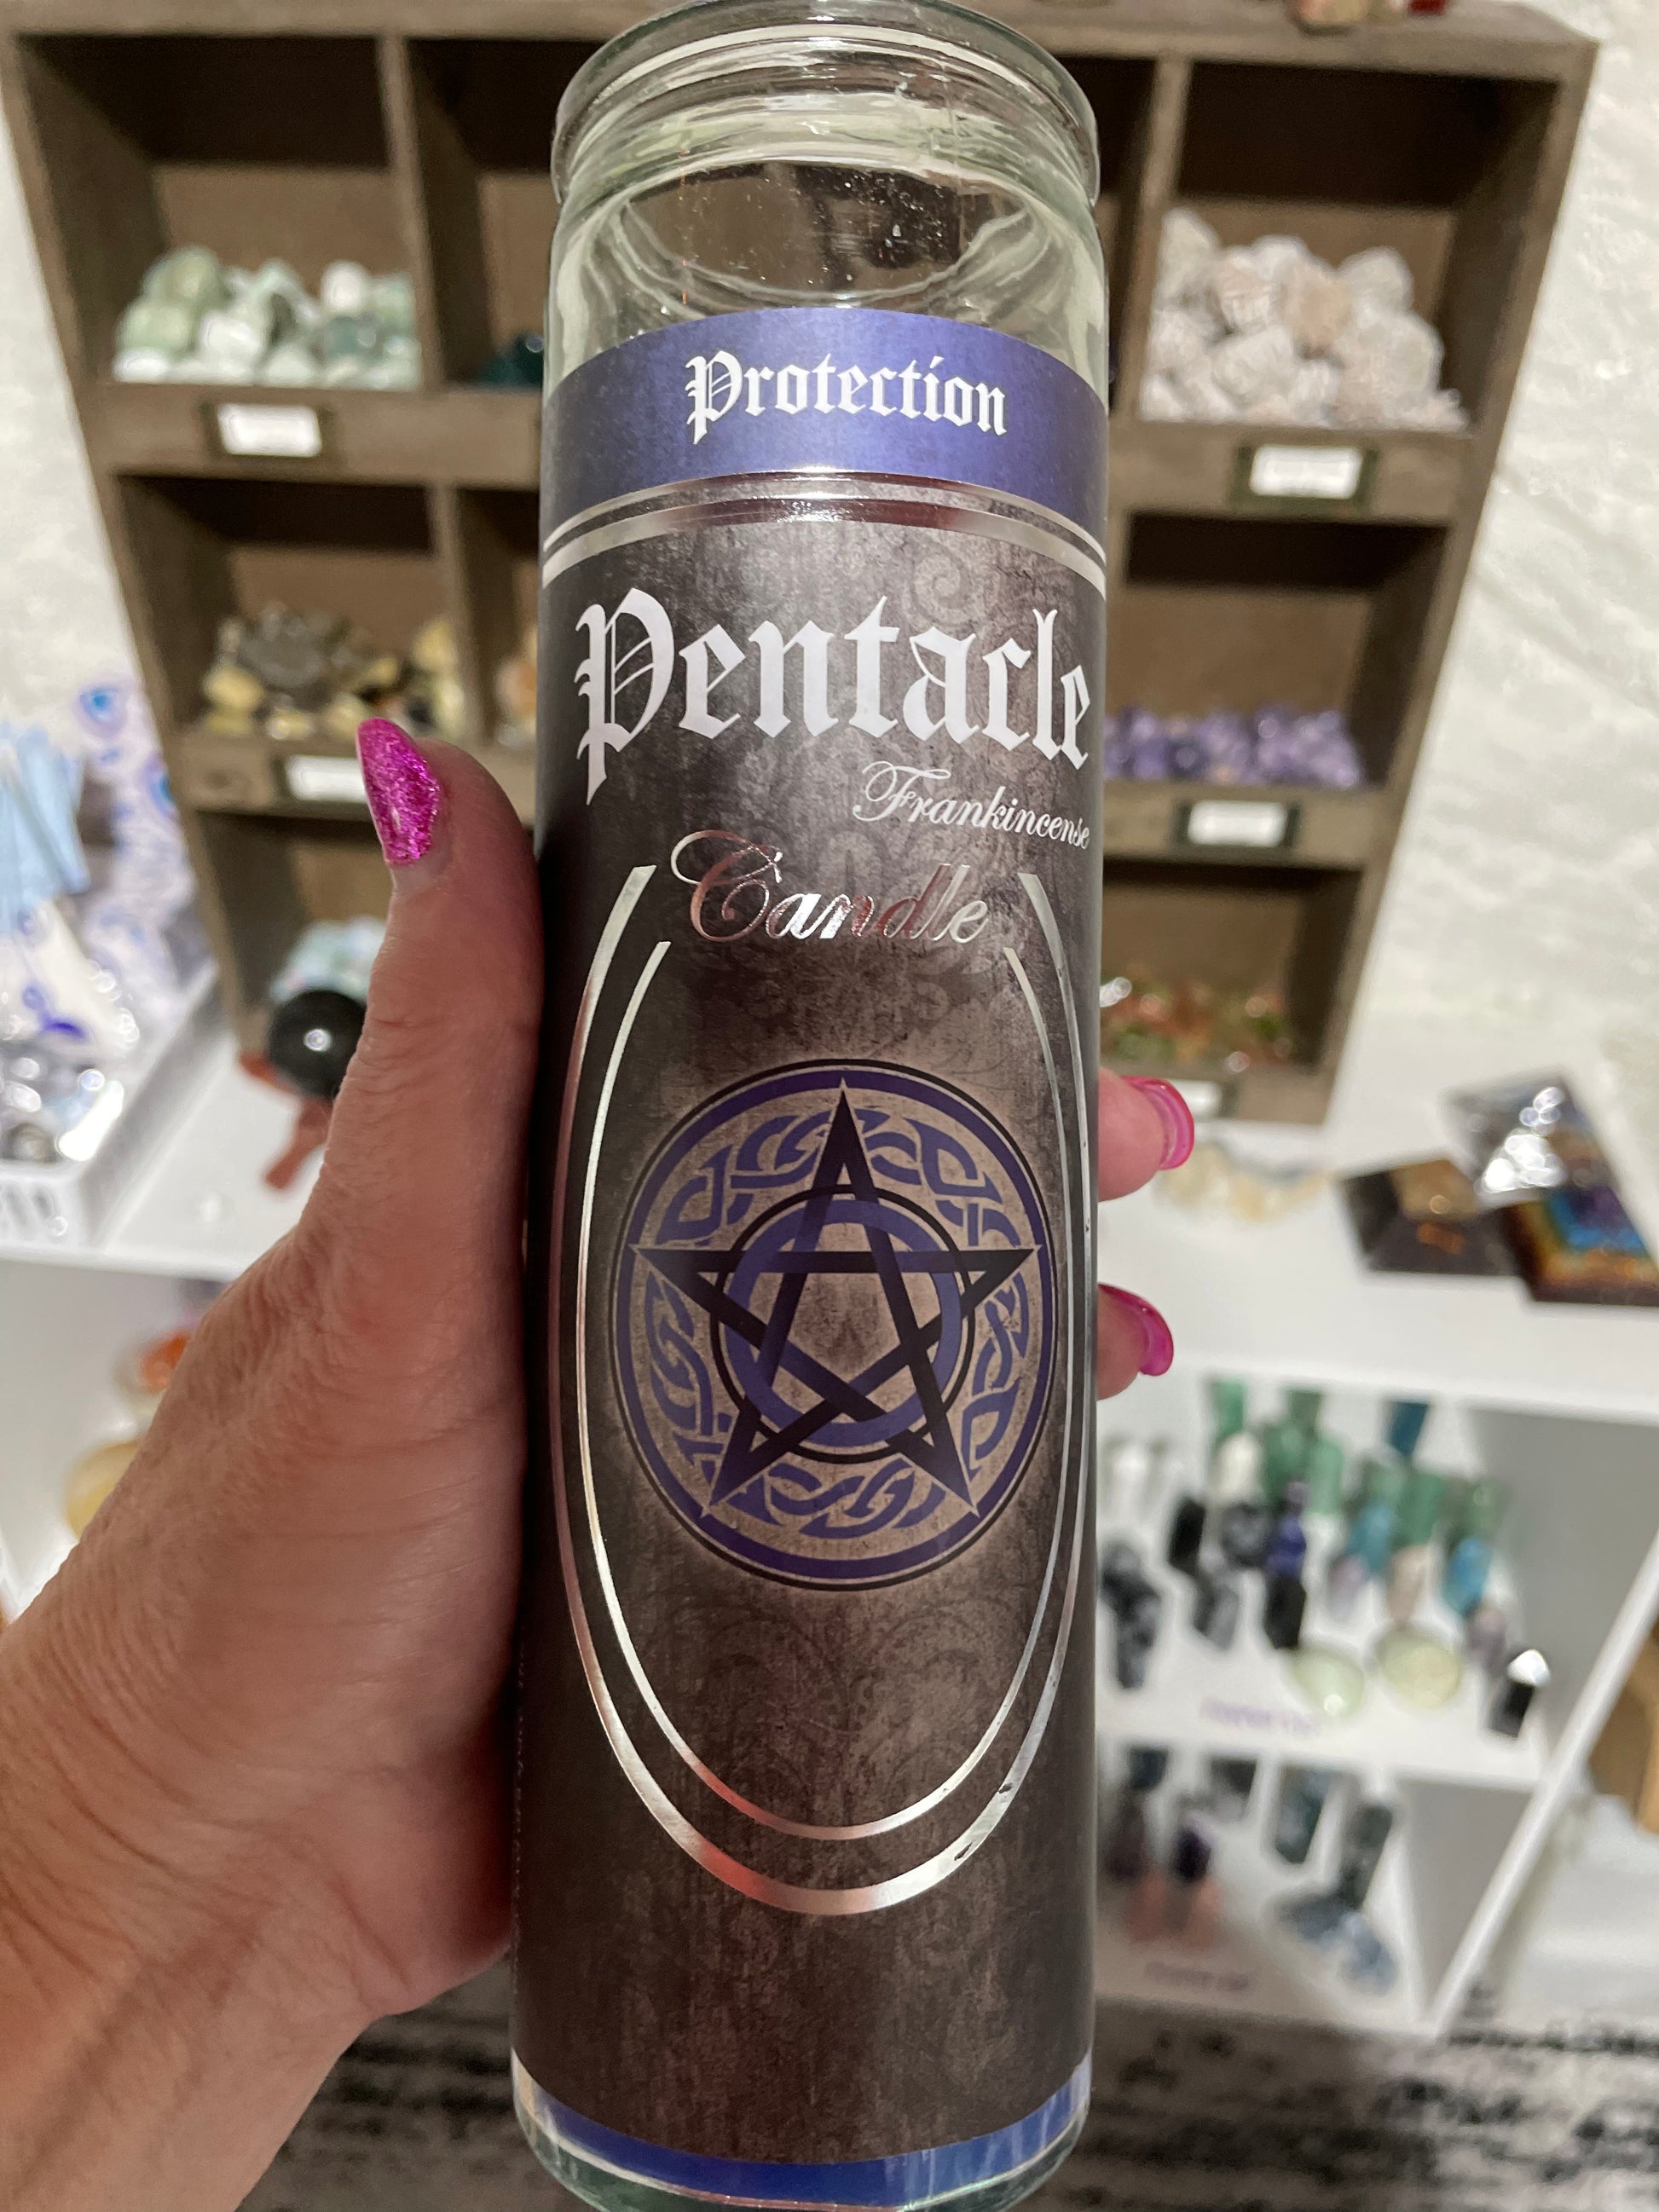 Protection
Pentacle
Frankincense
Candle